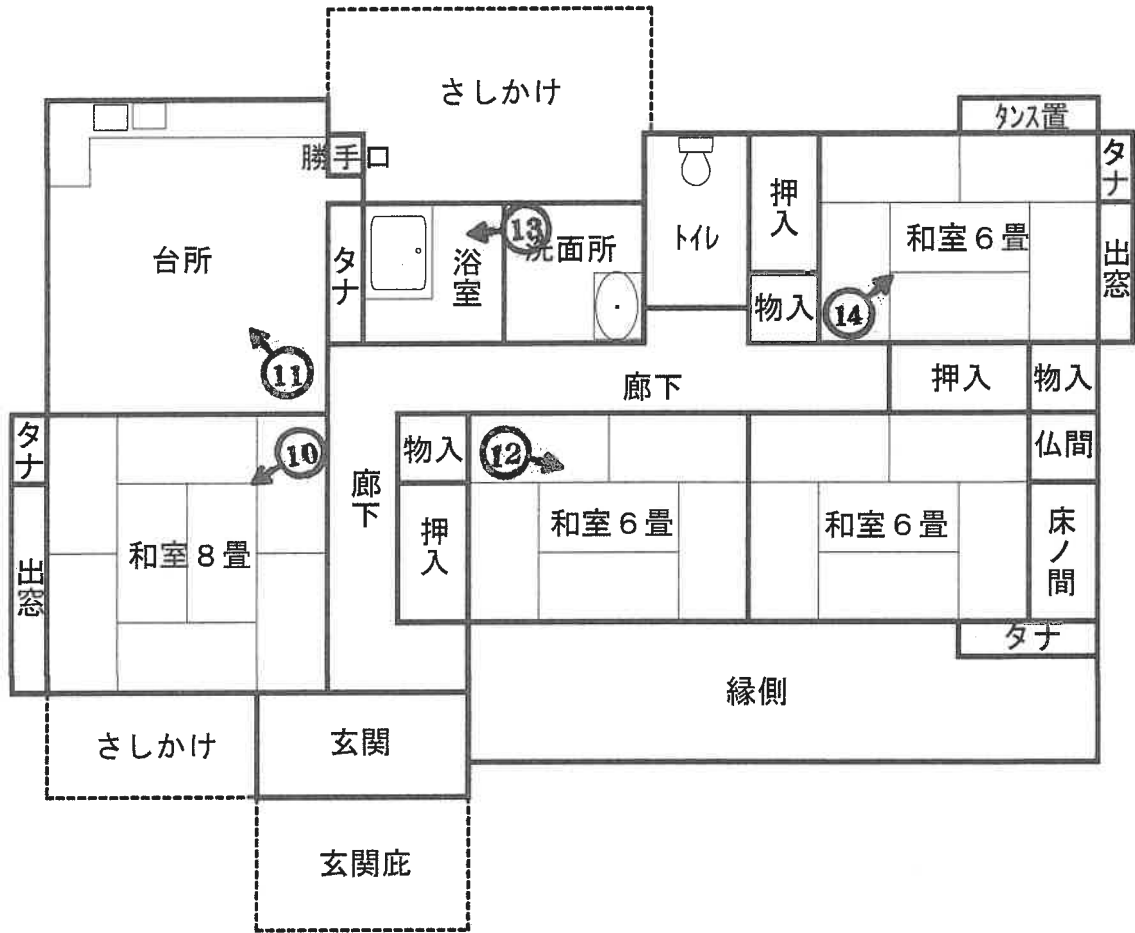 さしかけ
タンス置
勝手口
タナ
押入
トイレ
和室6畳
台所
タナ
浴室
⑬
洗面所
出窓
物入
⑭
⑪
廊下
押入
物入
タナ
⑩
物入
⑫
仏間
廊下
押入
和室6畳
和室6畳
床ノ間
和室8畳
出窓
タナ
縁側
さしかけ
玄関
玄関庇